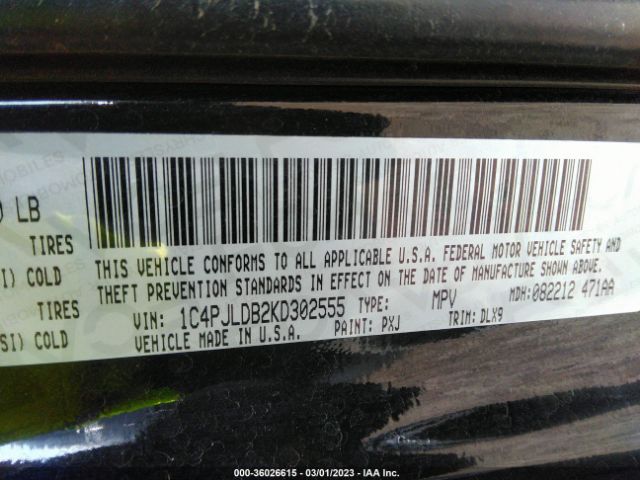 LB
TIRES
SI) COLD
TIRES
(SI) COLD
THIS VEHICLE CONFORMS TO ALL APPLICABLE U.S.A. FEDERAL MOTOR VEHICLE SAFETY AND
THEFT PREVENTION STANDARDS IN EFFECT ON THE DATE OF MANUFACTURE SHOWN ABOVE.
VIN: 1C4PJLDB2KD302555 TYPE: MPV MDH:082212 471AA
VEHICLE MADE IN U.S.A. PAINT: PXJ TRIM: DLX9
000-36026615 - 03/01/2023 - IAA Inc.